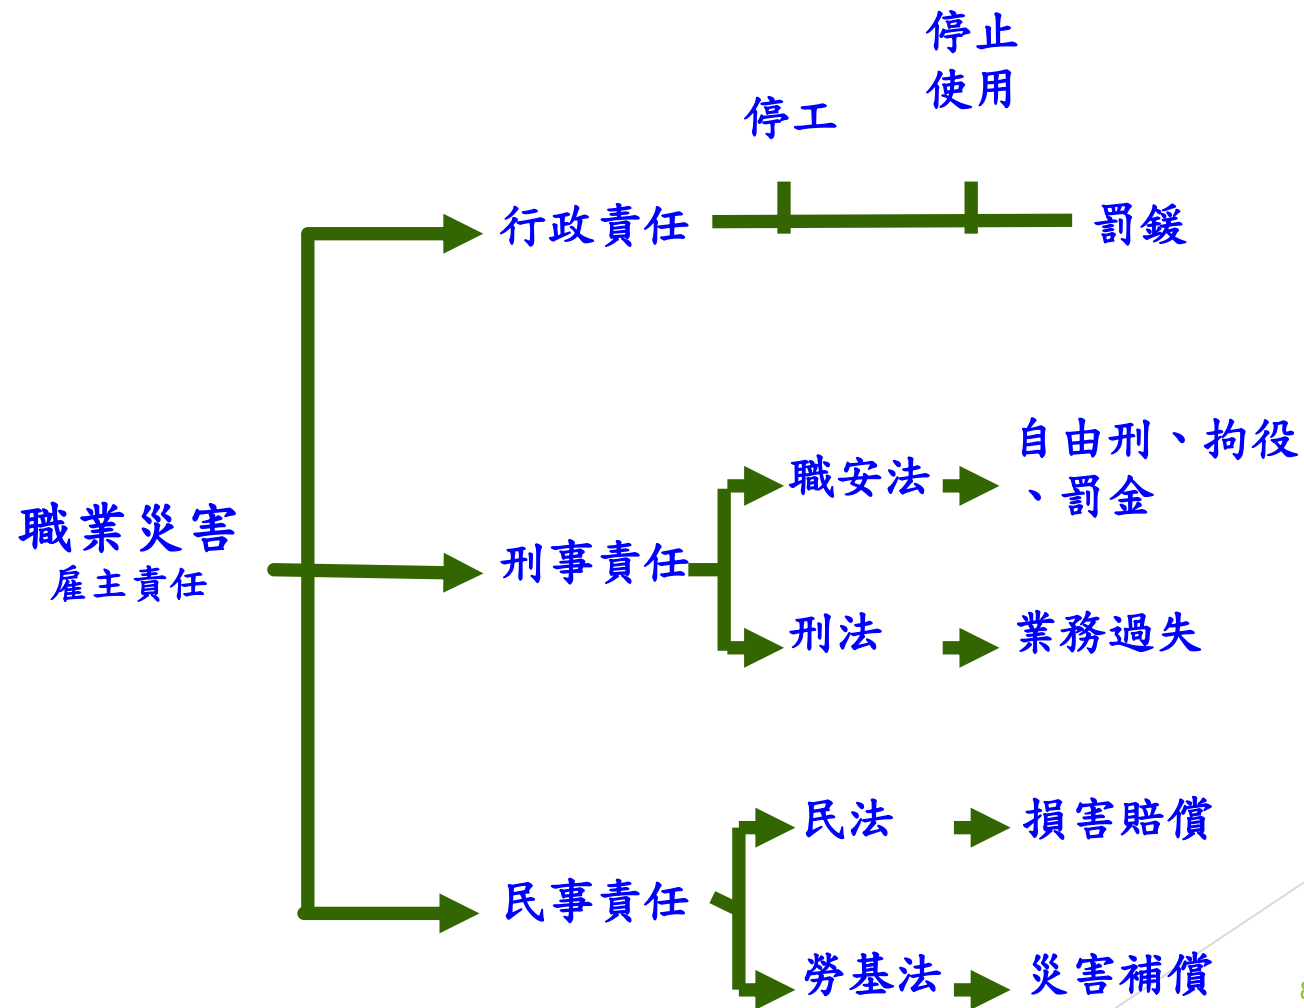 停止
使用
停工
行政責任
罰鍰
自由刑、拘役
、罰金
職安法
職業災害
雇主責任
刑事責任
刑法
業務過失
民法
損害賠償
民事責任
勞基法
災害補償